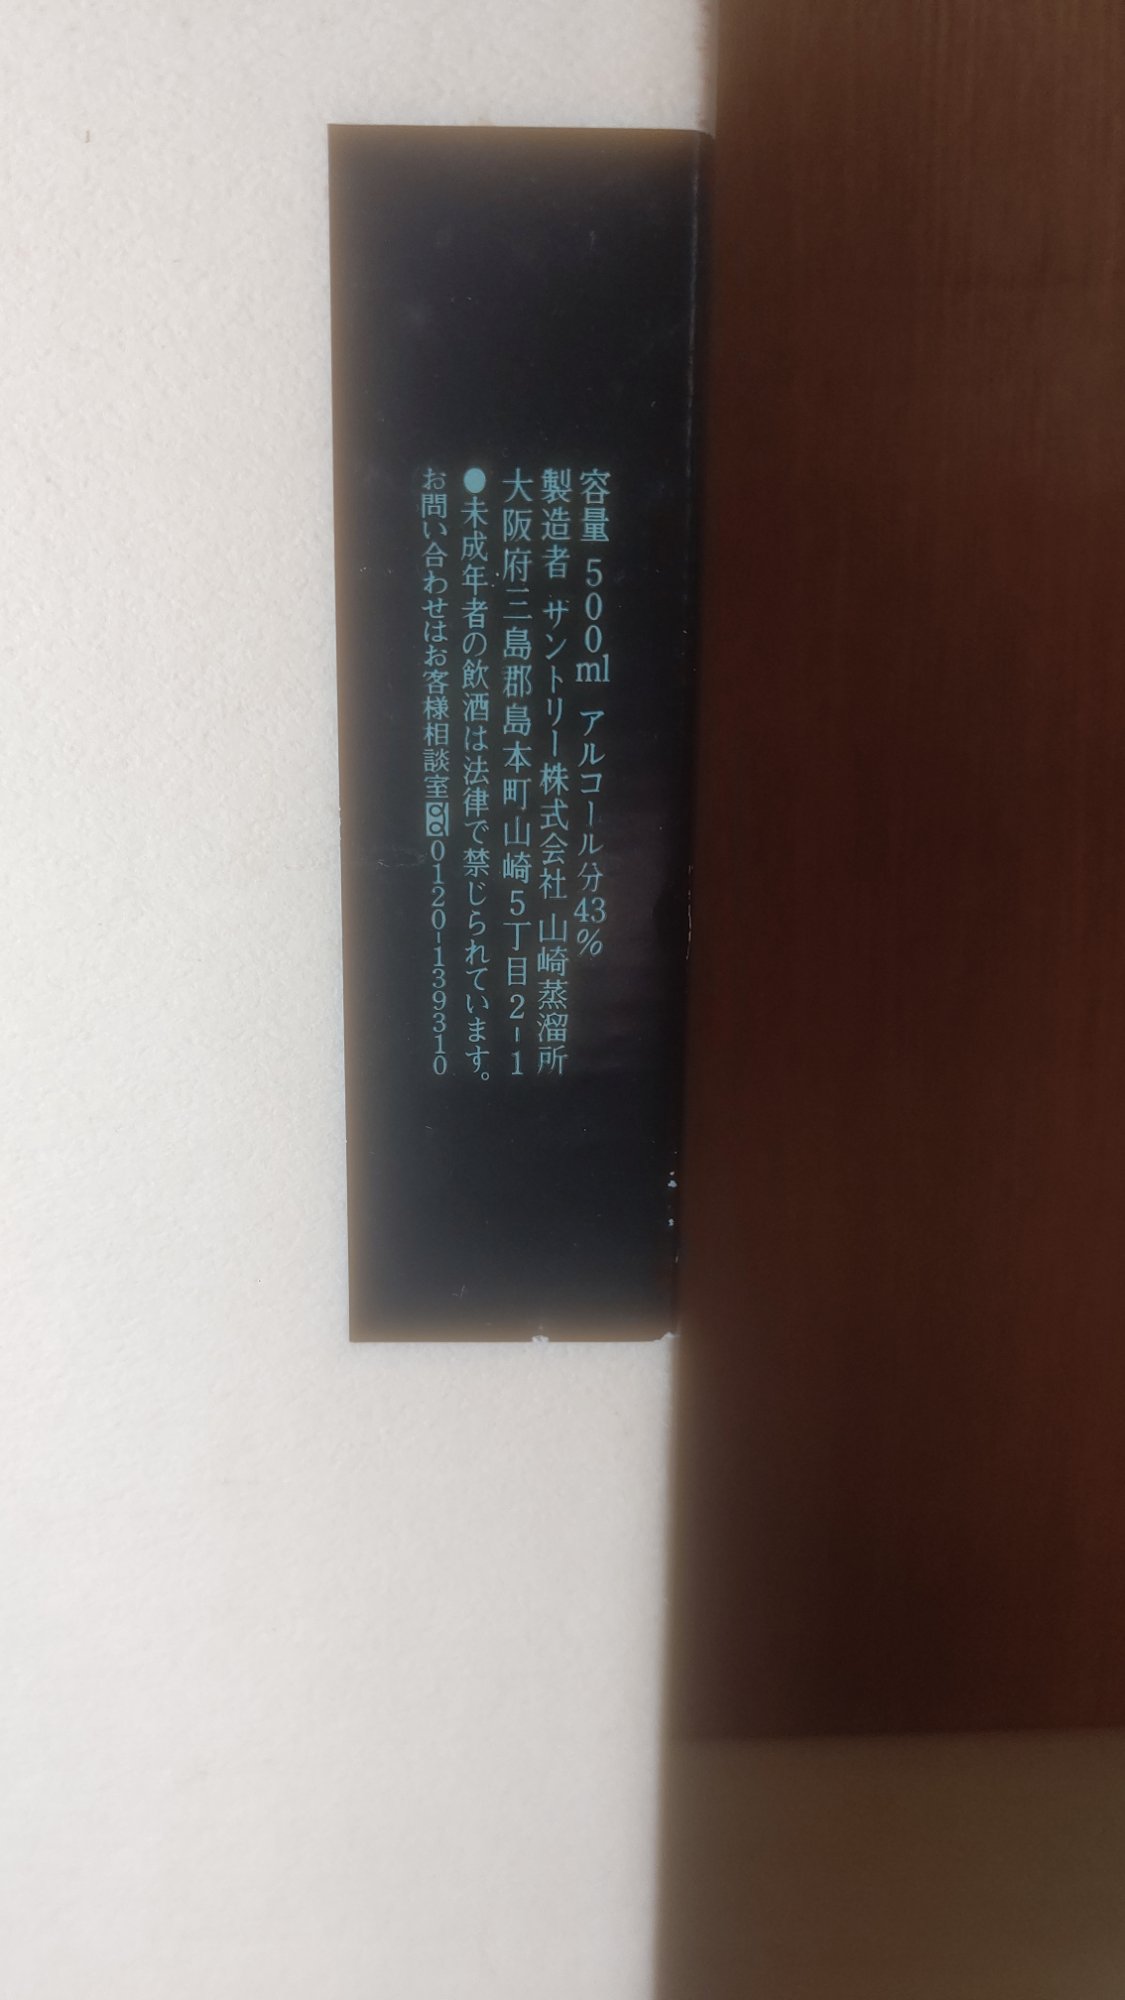 容量 500ml アルコール分43%
製造者 サントリー株式会社 山崎蒸溜所
大阪府三島郡島本町山崎5丁目2-1
●未成年者の飲酒は法律で禁じられています。
お問い合わせはお客様相談室 0120-139310